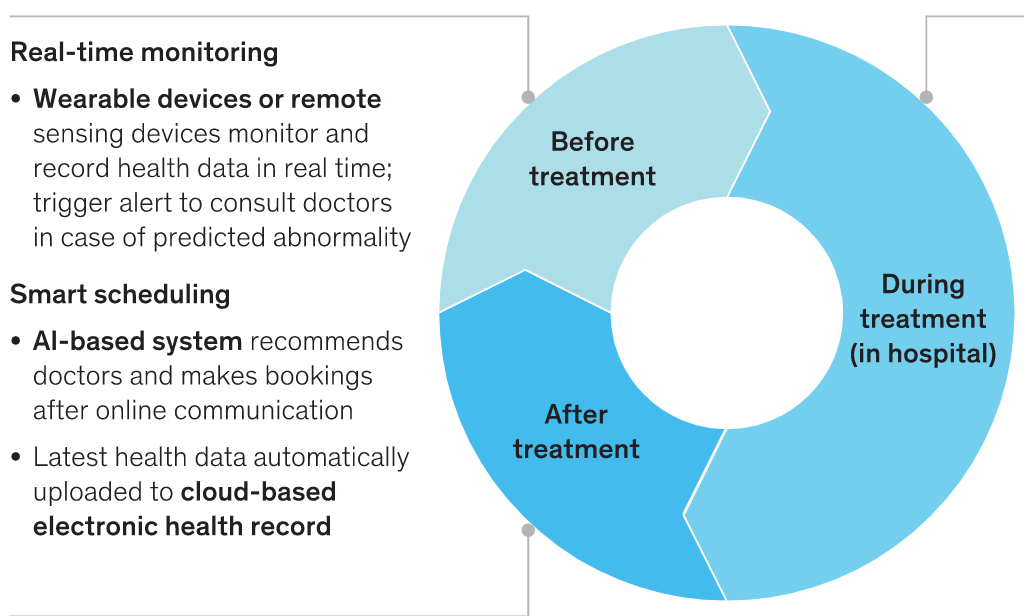 Real-time monitoring
• Wearable devices or remote
sensing devices monitor and
record health data in real time;
trigger alert to consult doctors
in case of predicted abnormality
Smart scheduling
• AI-based system recommends
doctors and makes bookings
after online communication
• Latest health data automatically
uploaded to cloud-based
electronic health record
Before
treatment
During
treatment
(in hospital)
After
treatment